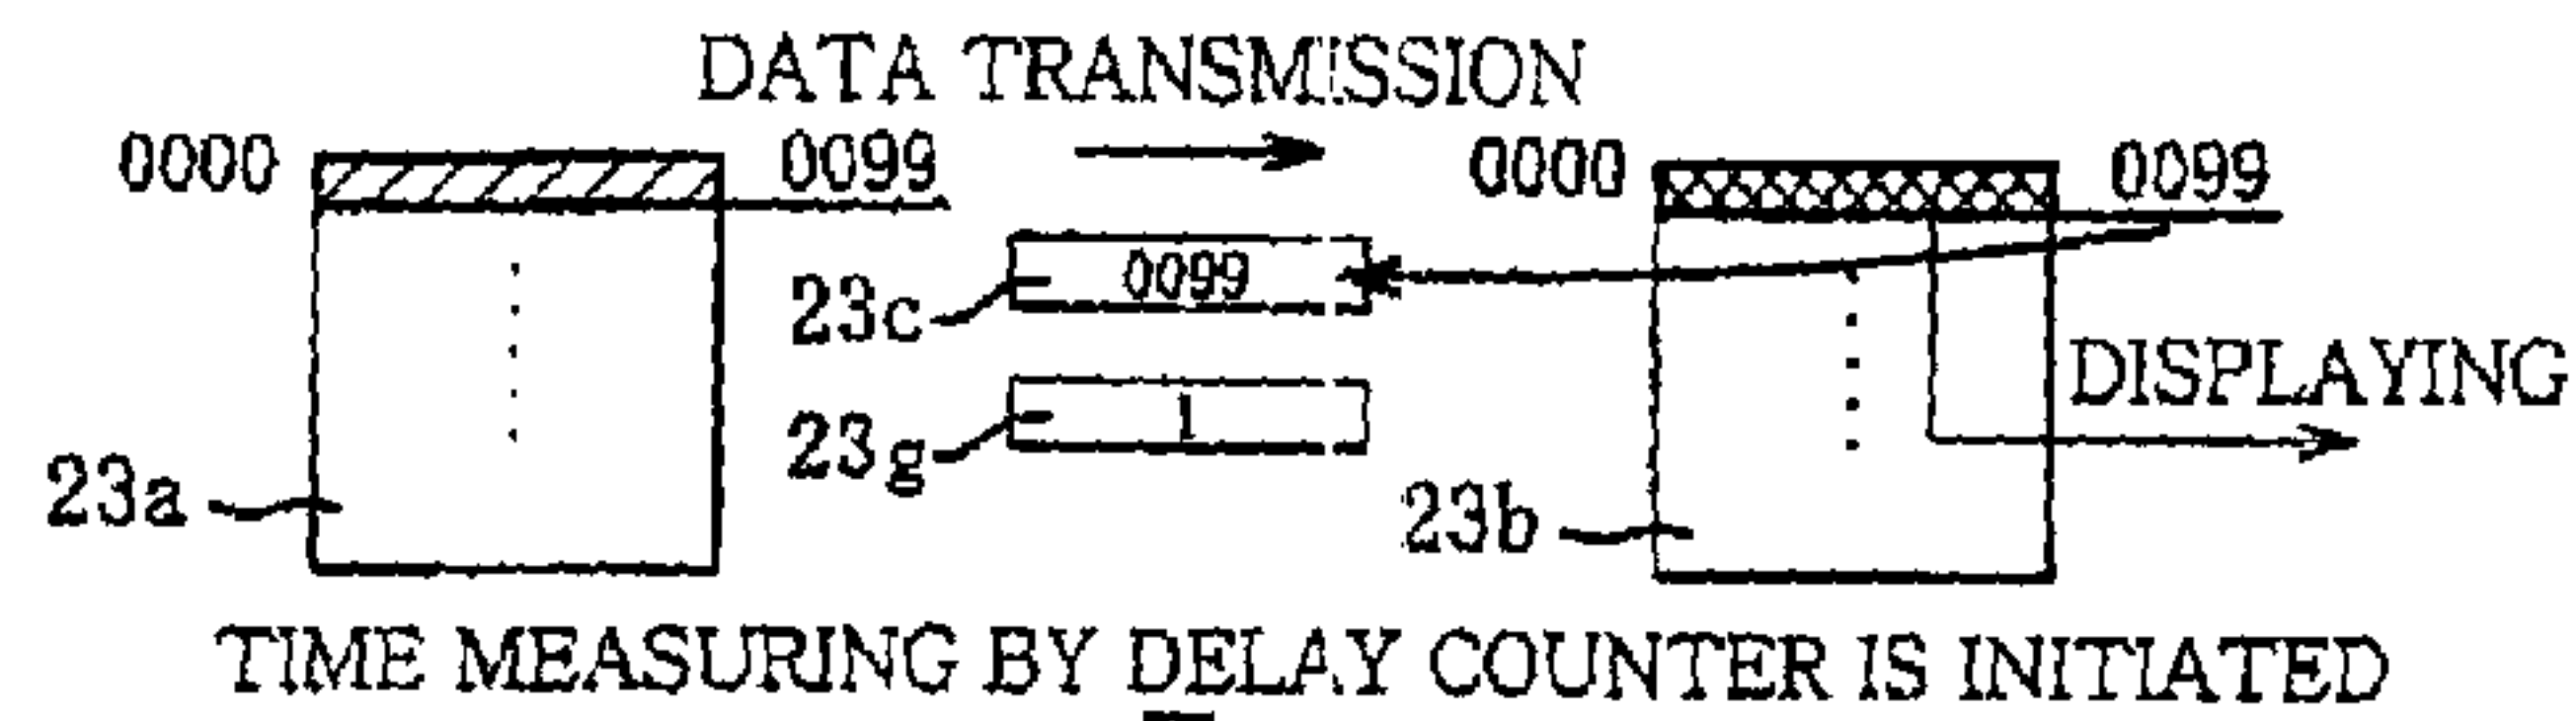 DATA TRANSMISSION
0000 0099 0000 0099
23c 0099
23g 1
DISPLAYING
23a
23b
TIME MEASURING BY DELAY COUNTER IS INITIATED